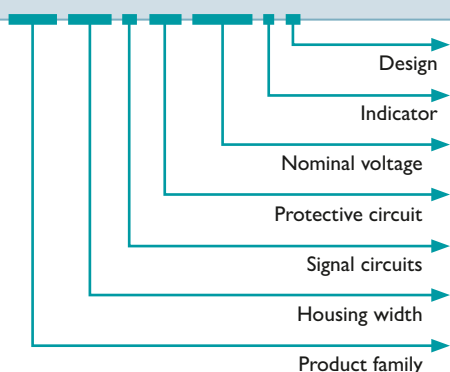 Design
Indicator
Nominal voltage
Protective circuit
Signal circuits
Housing width
Product family